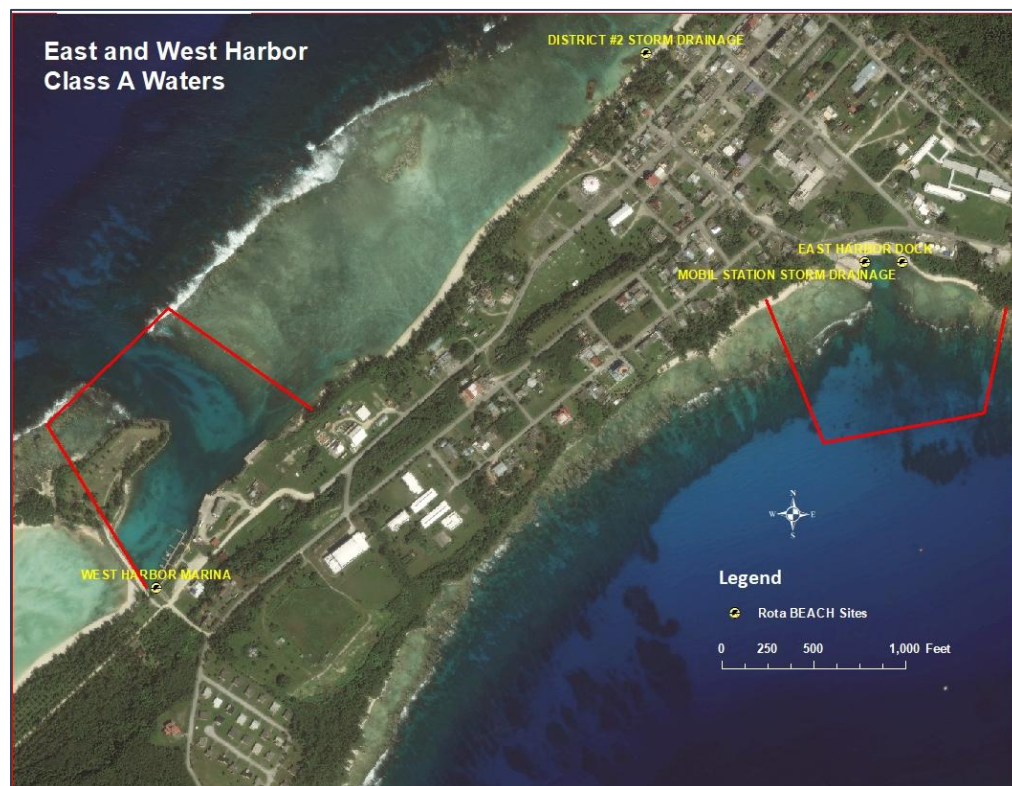 East and West Harbor
Class A Waters
DISTRICT #2 STORM DRAINAGE
EAST HARBOR DOCK
MOBIL STATION STORM DRAINAGE
WEST HARBOR MARINA
N
W E
S
Legend
Rota BEACH Sites
0 250 500 1,000 Feet